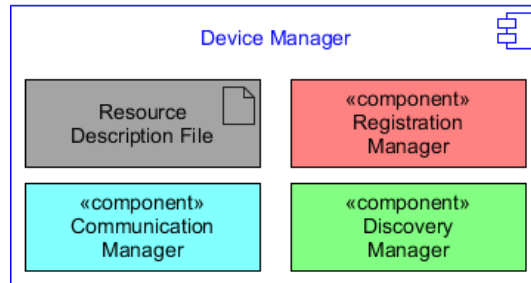 Device Manager
Resource
Description File
«component»
Registration
Manager
«component»
Communication
Manager
«component»
Discovery
Manager